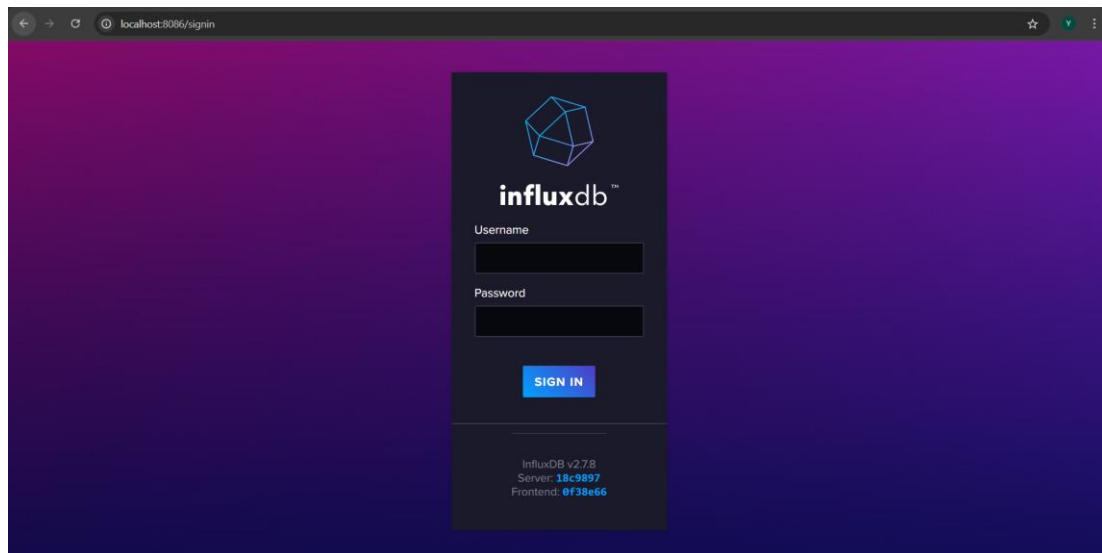 localhost:8086/signin
Y
influxdb™
Username
Password
SIGN IN
InfluxDB v2.7.8
Server: 18c9897
Frontend: 0f38e66